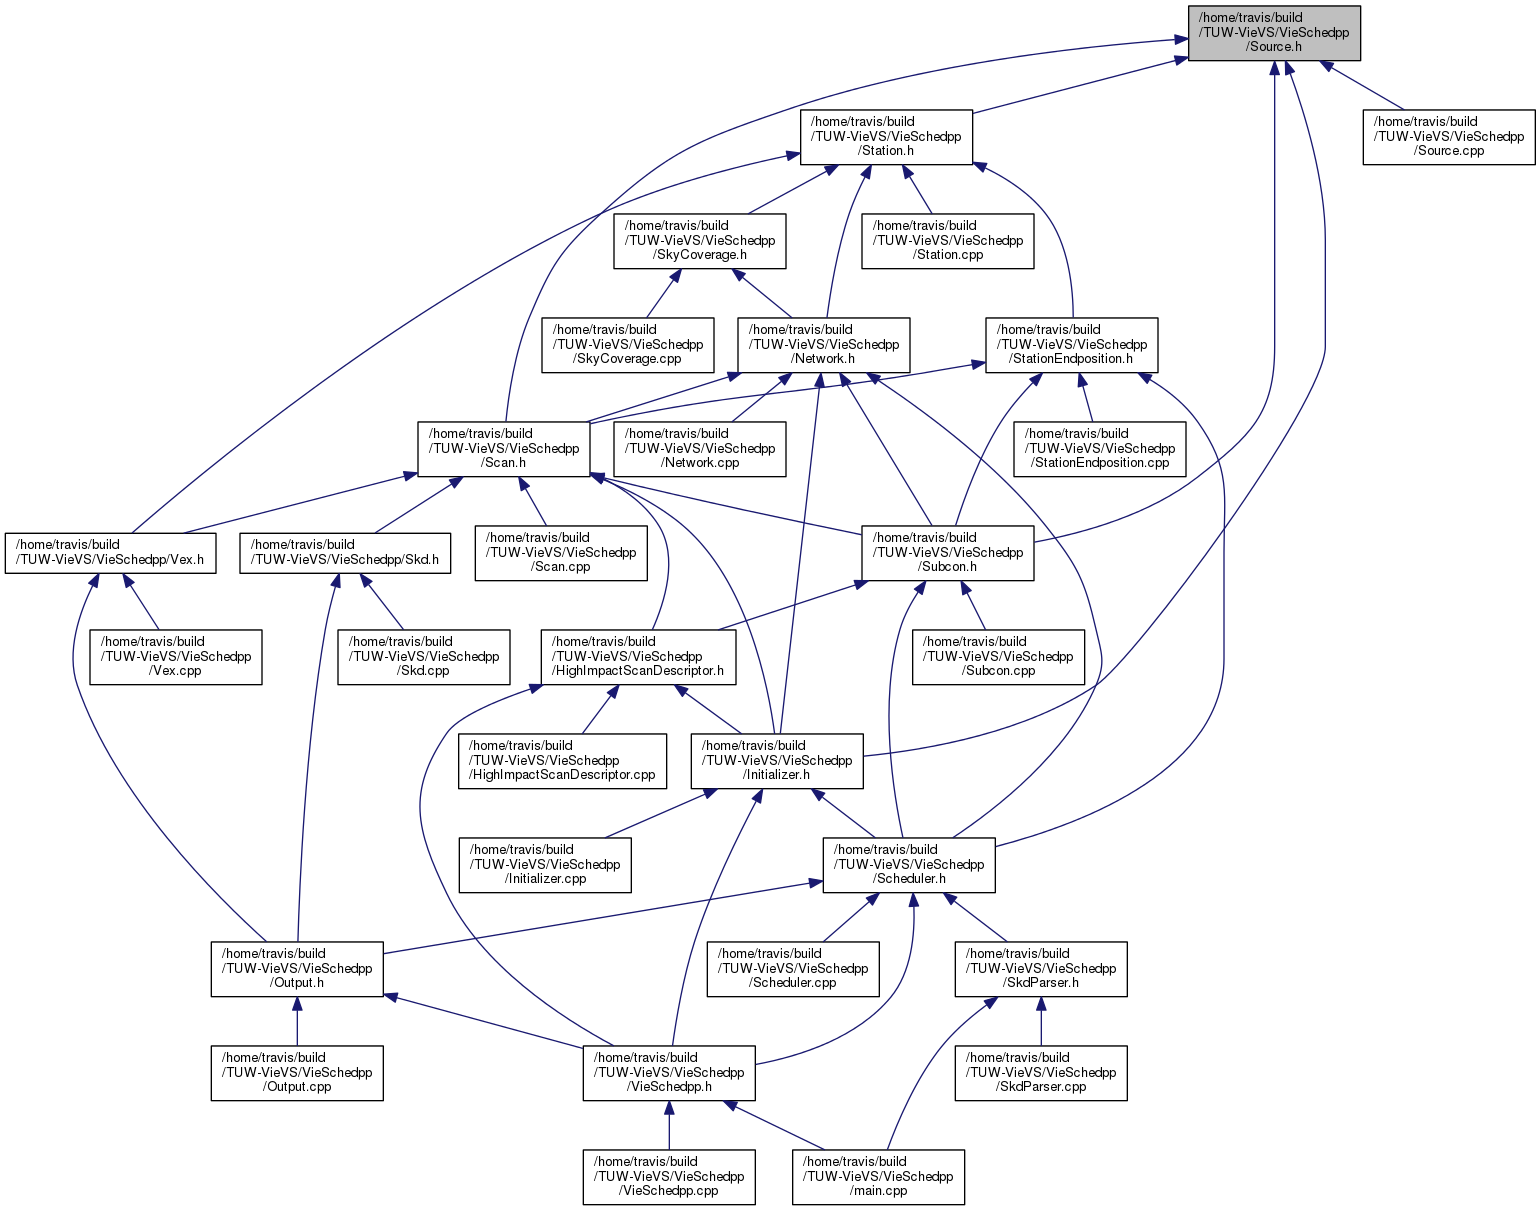 /home/travis/build
/TUW-VieVS/VieSchedpp
/Source.h
/home/travis/build
/TUW-VieVS/VieSchedpp
/Station.h
/home/travis/build
/TUW-VieVS/VieSchedpp
/Source.cpp
/home/travis/build
/TUW-VieVS/VieSchedpp
/SkyCoverage.h
/home/travis/build
/TUW-VieVS/VieSchedpp
/Station.cpp
/home/travis/build
/TUW-VieVS/VieSchedpp
/SkyCoverage.cpp
/home/travis/build
/TUW-VieVS/VieSchedpp
/Network.h
/home/travis/build
/TUW-VieVS/VieSchedpp
/StationEndposition.h
/home/travis/build
/TUW-VieVS/VieSchedpp
/Scan.h
/home/travis/build
/TUW-VieVS/VieSchedpp
/Network.cpp
/home/travis/build
/TUW-VieVS/VieSchedpp
/StationEndposition.cpp
/home/travis/build
/TUW-VieVS/VieSchedpp/Vex.h
/home/travis/build
/TUW-VieVS/VieSchedpp/Skd.h
/home/travis/build
/TUW-VieVS/VieSchedpp
/Scan.cpp
/home/travis/build
/TUW-VieVS/VieSchedpp
/Subcon.h
/home/travis/build
/TUW-VieVS/VieSchedpp
/Vex.cpp
/home/travis/build
/TUW-VieVS/VieSchedpp
/Skd.cpp
/home/travis/build
/TUW-VieVS/VieSchedpp
/HighImpactScanDescriptor.h
/home/travis/build
/TUW-VieVS/VieSchedpp
/Subcon.cpp
/home/travis/build
/TUW-VieVS/VieSchedpp
/HighImpactScanDescriptor.cpp
/home/travis/build
/TUW-VieVS/VieSchedpp
/Initializer.h
/home/travis/build
/TUW-VieVS/VieSchedpp
/Initializer.cpp
/home/travis/build
/TUW-VieVS/VieSchedpp
/Scheduler.h
/home/travis/build
/TUW-VieVS/VieSchedpp
/Output.h
/home/travis/build
/TUW-VieVS/VieSchedpp
/Scheduler.cpp
/home/travis/build
/TUW-VieVS/VieSchedpp
/SkdParser.h
/home/travis/build
/TUW-VieVS/VieSchedpp
/Output.cpp
/home/travis/build
/TUW-VieVS/VieSchedpp
/VieSchedpp.h
/home/travis/build
/TUW-VieVS/VieSchedpp
/SkdParser.cpp
/home/travis/build
/TUW-VieVS/VieSchedpp
/VieSchedpp.cpp
/home/travis/build
/TUW-VieVS/VieSchedpp
/main.cpp